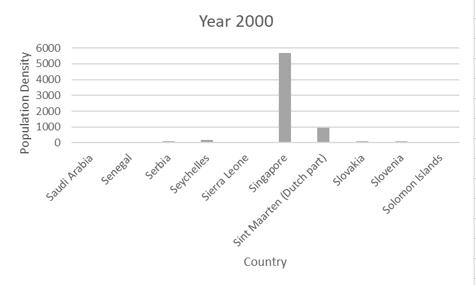 Year 2000
Population Density
6000
5000
4000
3000
2000
1000
0
Saudi Arabia
Senegal
Serbia
Seychelles
Sierra Leone
Singapore
Sint Maarten (Dutch part)
Slovakia
Slovenia
Solomon Islands
Country